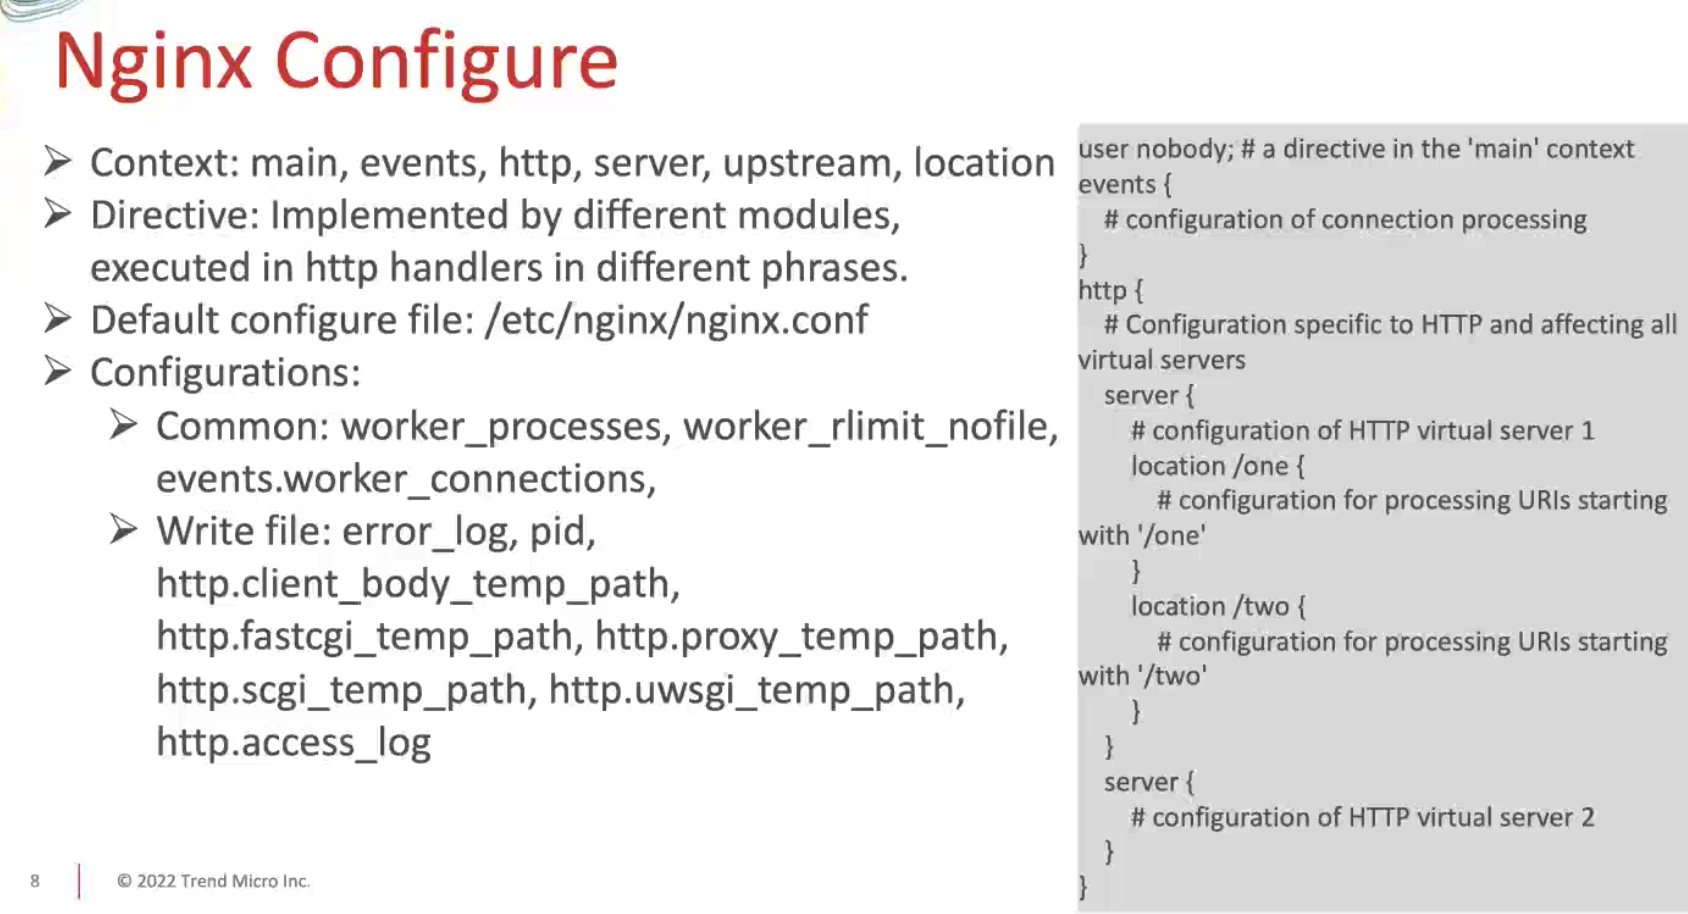 Nginx Configure
➢ Context: main, events, http, server, upstream, location
➢ Directive: Implemented by different modules,
executed in http handlers in different phrases.
➢ Default configure file: /etc/nginx/nginx.conf
➢ Configurations:
➢ Common: worker_processes, worker_rlimit_nofile,
events.worker_connections,
➢ Write file: error_log, pid,
http.client_body_temp_path,
http.fastcgi_temp_path, http.proxy_temp_path,
http.scgi_temp_path, http.uwsgi_temp_path,
http.access_log
user nobody; # a directive in the 'main' context
events {
# configuration of connection processing
}
http {
# Configuration specific to HTTP and affecting all
virtual servers
server {
# configuration of HTTP virtual server 1
location /one {
# configuration for processing URIs starting
with '/one'
}
location /two {
# configuration for processing URIs starting
with '/two'
}
}
server {
# configuration of HTTP virtual server 2
}
}
8
© 2022 Trend Micro Inc.